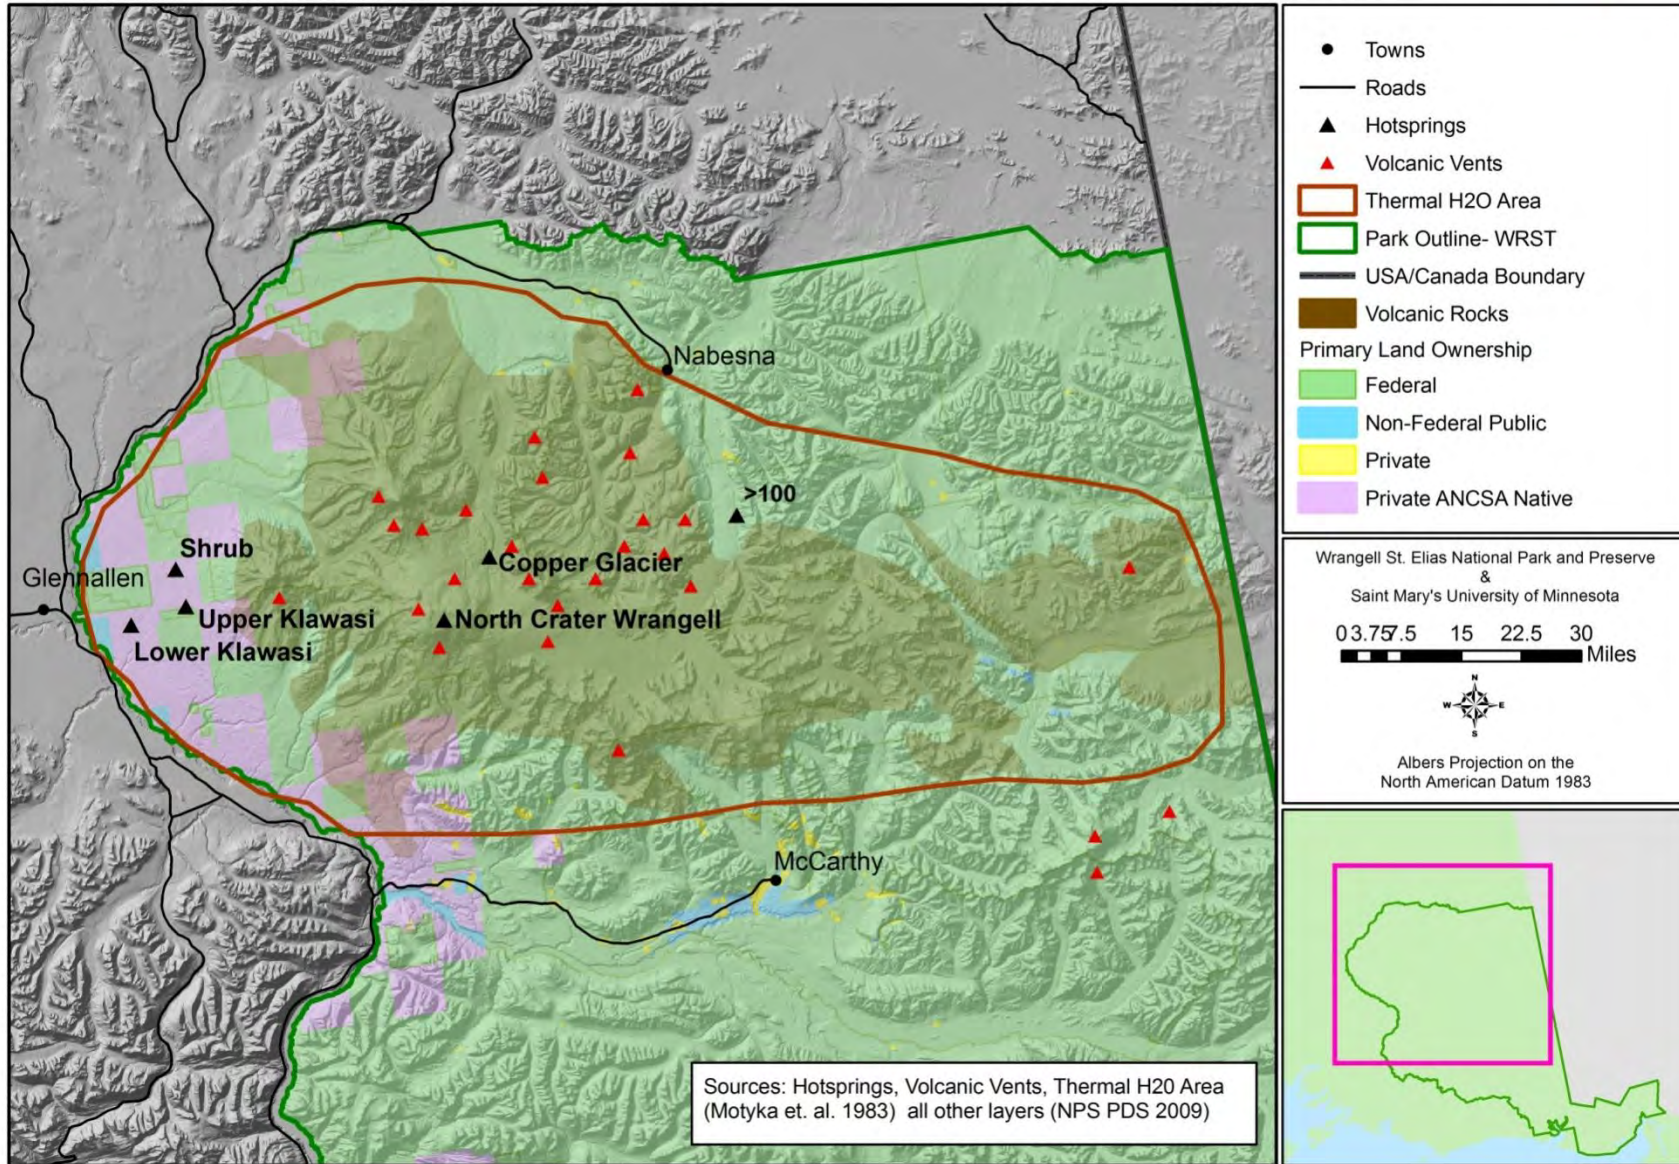 Nabesna
>100
Shrub
Copper Glacier
Glennallen
Upper Klawasi
North Crater Wrangell
Lower Klawasi
McCarthy
Sources: Hotsprings, Volcanic Vents, Thermal H20 Area
(Motyka et. al. 1983) all other layers (NPS PDS 2009)
Towns
Roads
Hotsprings
Volcanic Vents
Thermal H2O Area
Park Outline- WRST
USA/Canada Boundary
Volcanic Rocks
Primary Land Ownership
Federal
Non-Federal Public
Private
Private ANCSA Native
Wrangell St. Elias National Park and Preserve
&
Saint Mary's University of Minnesota
0 3.75 7.5 15 22.5 30
Miles
N
W E
S
Albers Projection on the
North American Datum 1983